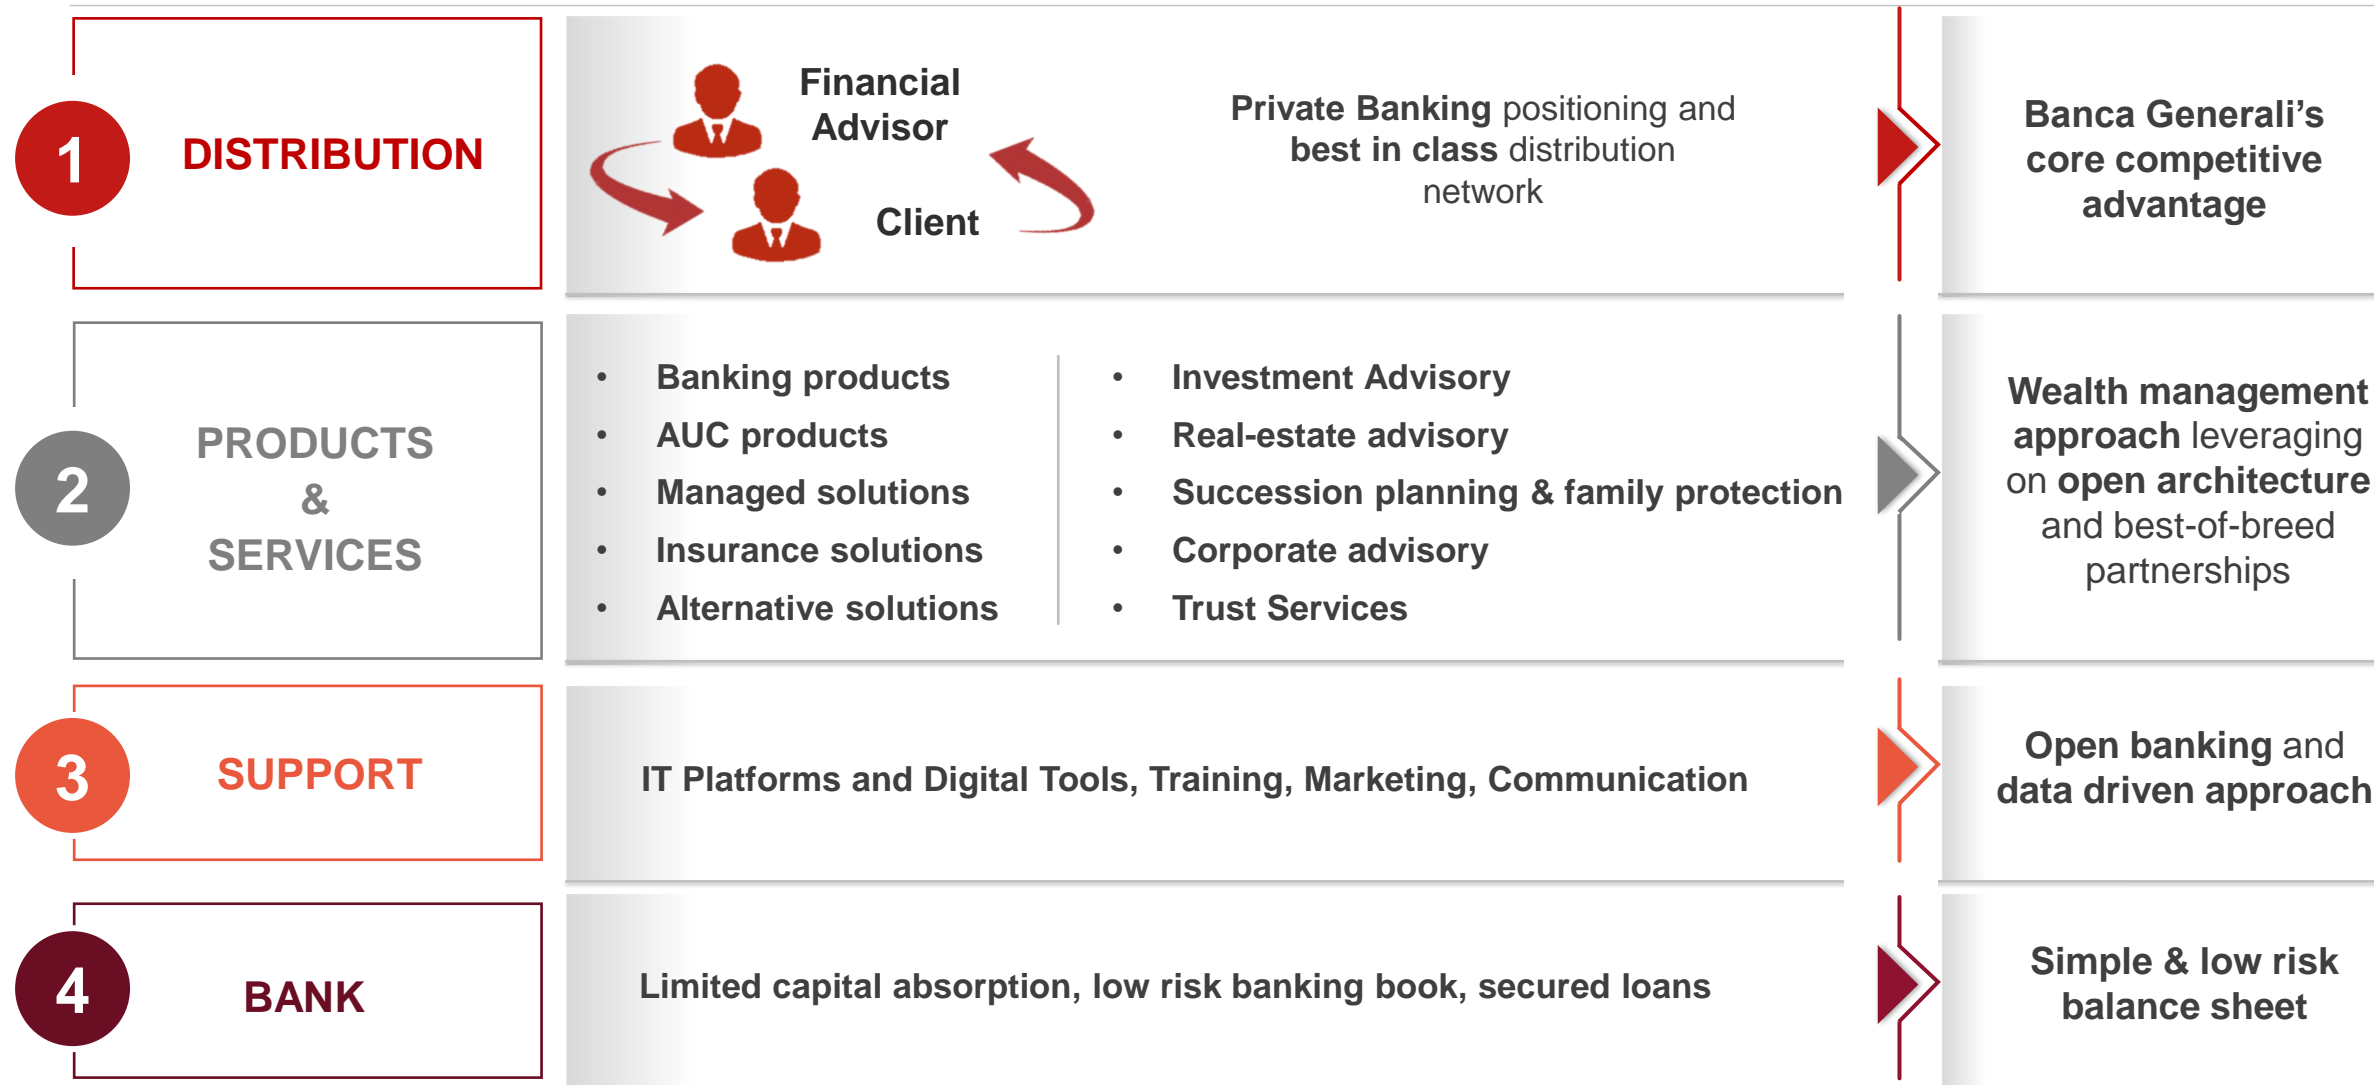 1
DISTRIBUTION
Financial
Advisor
Client
Private Banking positioning and
best in class distribution
network
Banca Generali’s
core competitive
advantage
2
PRODUCTS
&
SERVICES
• Banking products
• AUC products
• Managed solutions
• Insurance solutions
• Alternative solutions
• Investment Advisory
• Real-estate advisory
• Succession planning & family protection
• Corporate advisory
• Trust Services
Wealth management
approach leveraging
on open architecture
and best-of-breed
partnerships
3
SUPPORT
IT Platforms and Digital Tools, Training, Marketing, Communication
Open banking and
data driven approach
4
BANK
Limited capital absorption, low risk banking book, secured loans
Simple & low risk
balance sheet